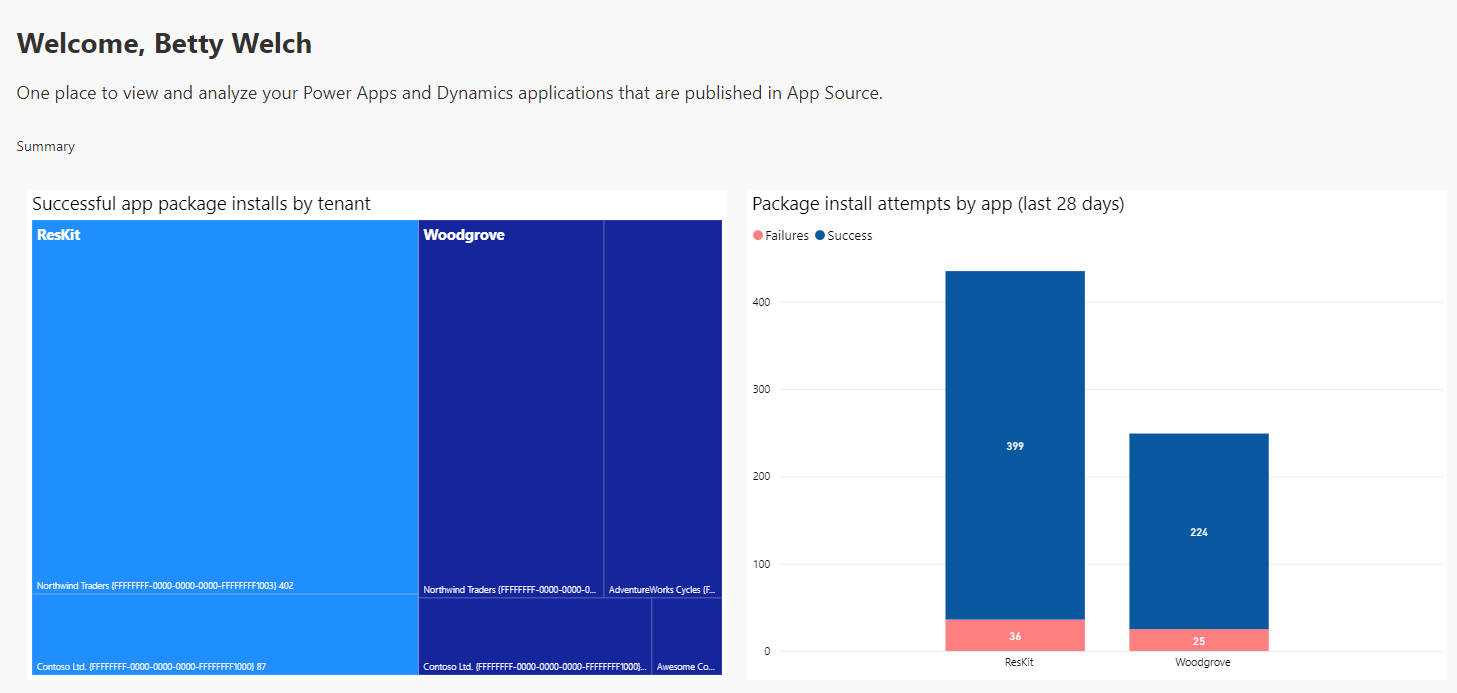 Welcome, Betty Welch
One place to view and analyze your Power Apps and Dynamics applications that are published in App Source.
Summary
Successful app package installs by tenant
ResKit
Northwind Traders {FFFFFFFF-0000-0000-0000-FFFFFFFF1003} 402
Contoso Ltd. {FFFFFFFF-0000-0000-0000-FFFFFFFF1000} 87
Woodgrove
Northwind Traders {FFFFFFFF-0000-0000-0...
AdventureWorks Cycles {F...
Contoso Ltd. {FFFFFFFF-0000-0000-0000-FFFFFFFF1000}...
Awesome Co...
Package install attempts by app (last 28 days)
Failures Success
400
300
200
100
0
399
36
224
25
ResKit
Woodgrove